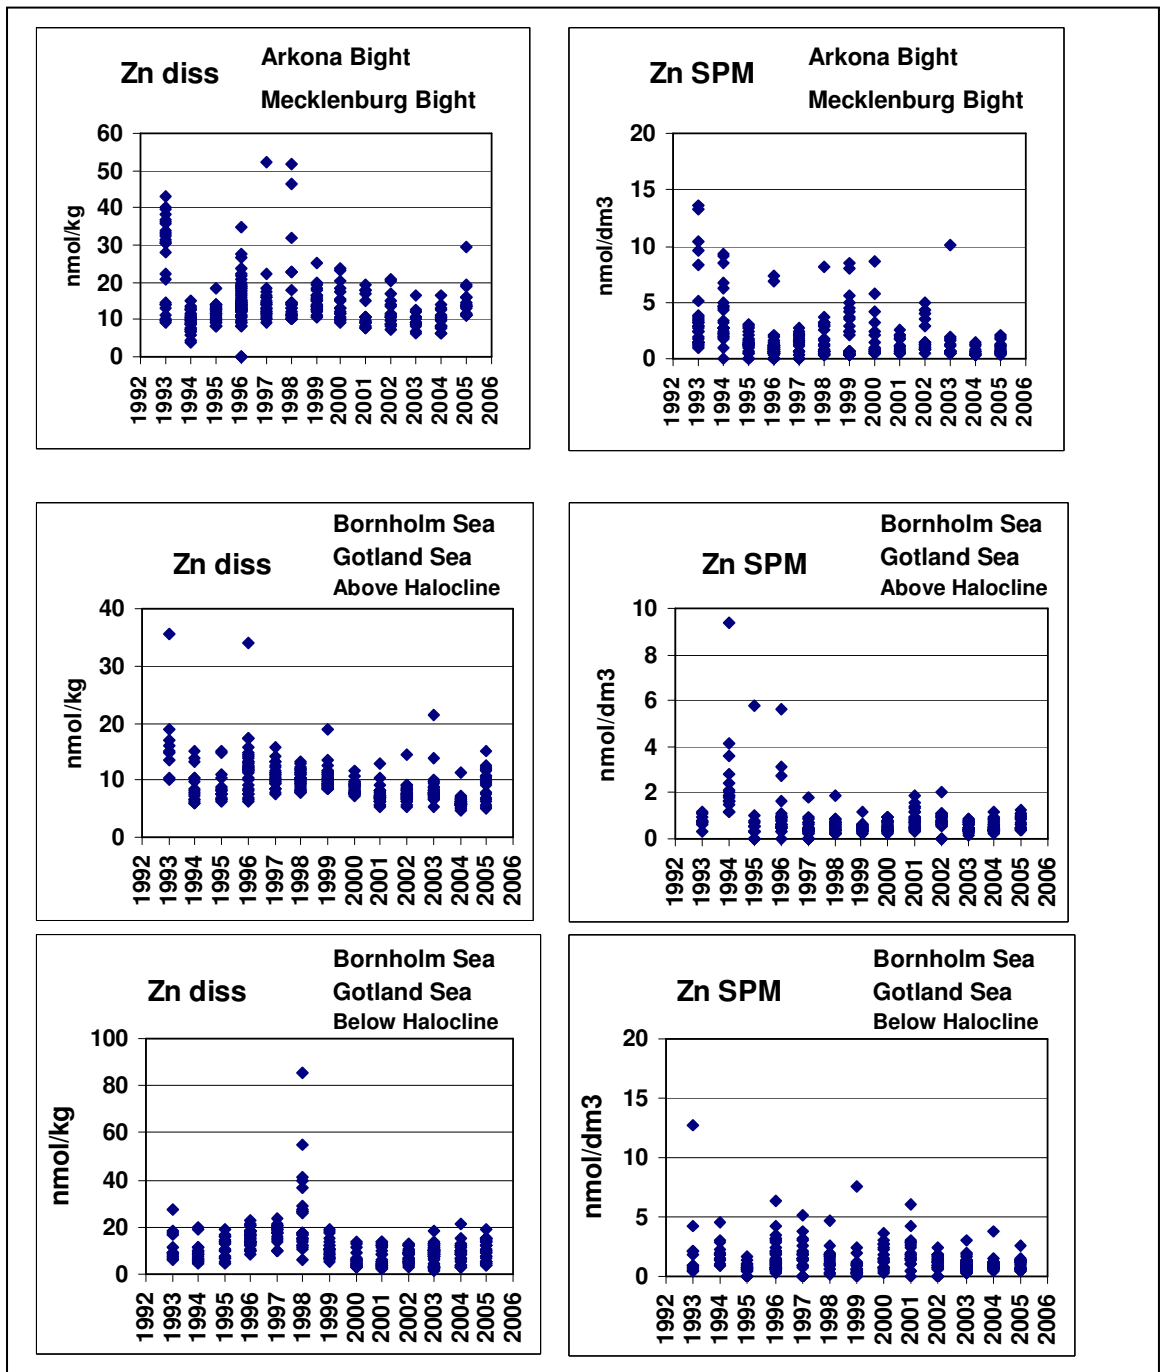 Zn diss
Arkona Bight
Mecklenburg Bight
60
50
40
30
20
10
0
nmol/kg
1992 1993 1994 1995 1996 1997 1998 1999 2000 2001 2002 2003 2004 2005 2006
Zn SPM
Arkona Bight
Mecklenburg Bight
20
15
10
5
0
nmol/dm3
1992 1993 1994 1995 1996 1997 1998 1999 2000 2001 2002 2003 2004 2005 2006
Zn diss
Bornholm Sea
Gotland Sea
Above Halocline
40
30
20
10
0
nmol/kg
1992 1993 1994 1995 1996 1997 1998 1999 2000 2001 2002 2003 2004 2005 2006
Zn SPM
Bornholm Sea
Gotland Sea
Above Halocline
10
8
6
4
2
0
nmol/dm3
1992 1993 1994 1995 1996 1997 1998 1999 2000 2001 2002 2003 2004 2005 2006
Zn diss
Bornholm Sea
Gotland Sea
Below Halocline
100
80
60
40
20
0
nmol/kg
1992 1993 1994 1995 1996 1997 1998 1999 2000 2001 2002 2003 2004 2005 2006
Zn SPM
Bornholm Sea
Gotland Sea
Below Halocline
20
15
10
5
0
nmol/dm3
1992 1993 1994 1995 1996 1997 1998 1999 2000 2001 2002 2003 2004 2005 2006